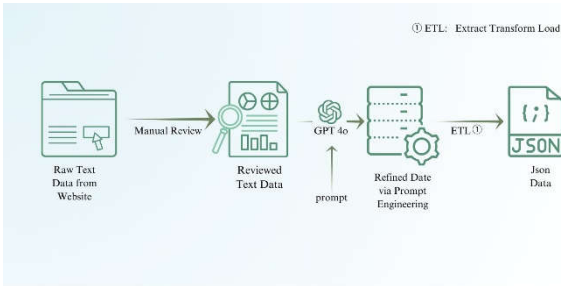 ① ETL: Extract Transform Load
Manual Review
GPT 4o
ETL①
{;}
JSON
Raw Text
Data from
Website
Reviewed
Text Data
prompt
Refined Date
via Prompt
Engineering
Json
Data